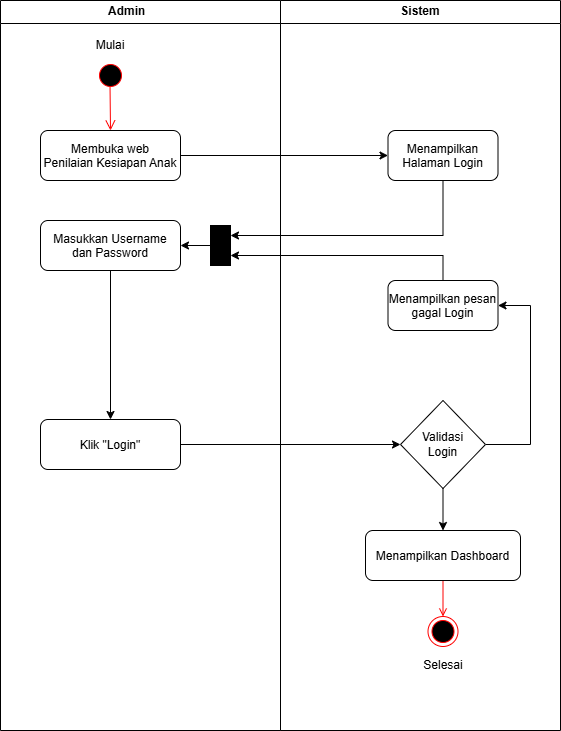 Admin
Sistem
Mulai
Membuka web
Penilaian Kesiapan Anak
Menampilkan
Halaman Login
Masukkan Username
dan Password
Menampilkan pesan
gagal Login
Klik "Login"
Validasi
Login
Menampilkan Dashboard
Selesai